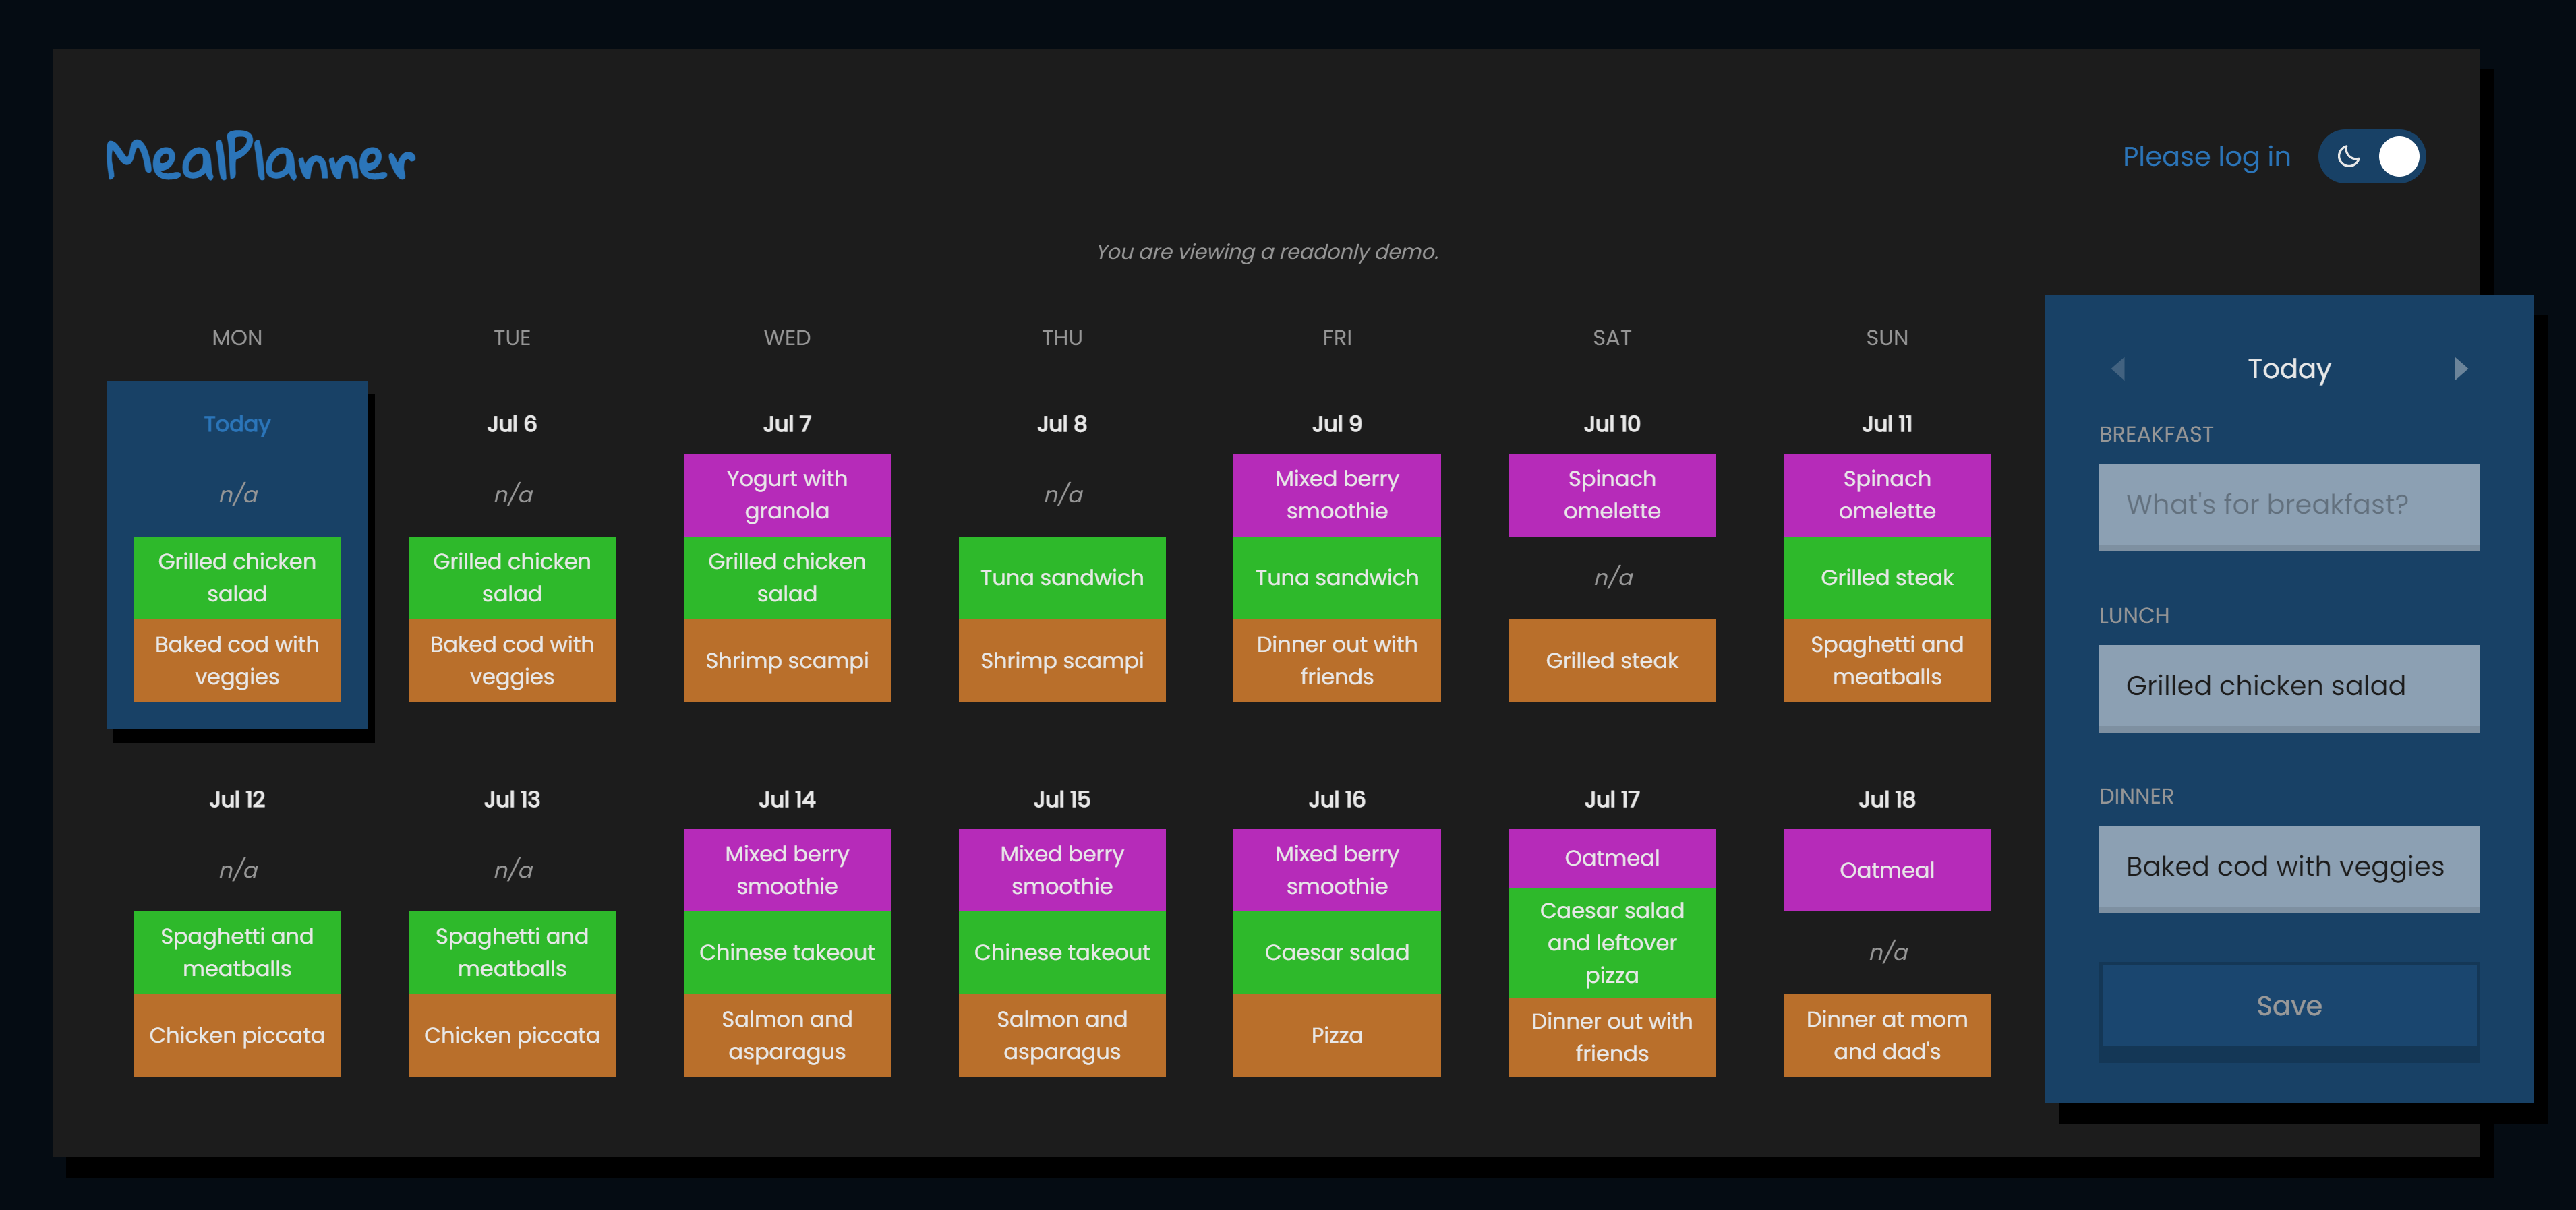 MealPlanner
Please log in
You are viewing a readonly demo.
MON TUE WED THU FRI SAT SUN
Today Jul 6 Jul 7 Jul 8 Jul 9 Jul 10 Jul 11
n/a n/a Yogurt with n/a Mixed berry Spinach Spinach
granola smoothie omelette omelette
Grilled chicken Grilled chicken Grilled chicken Tuna sandwich Tuna sandwich n/a Grilled steak
salad salad salad
Baked cod with Baked cod with Shrimp scampi Shrimp scampi Dinner out with Grilled steak Spaghetti and
veggies veggies friends meatballs
Jul 12 Jul 13 Jul 14 Jul 15 Jul 16 Jul 17 Jul 18
n/a n/a Mixed berry Mixed berry Mixed berry Oatmeal Oatmeal
smoothie smoothie smoothie
Spaghetti and Spaghetti and Chinese takeout Chinese takeout Caesar salad Caesar salad n/a
meatballs meatballs and leftover
pizza
Chicken piccata Chicken piccata Salmon and Salmon and Pizza Dinner out with Dinner at mom
asparagus asparagus friends and dad's
Today
BREAKFAST
What's for breakfast?
LUNCH
Grilled chicken salad
DINNER
Baked cod with veggies
Save